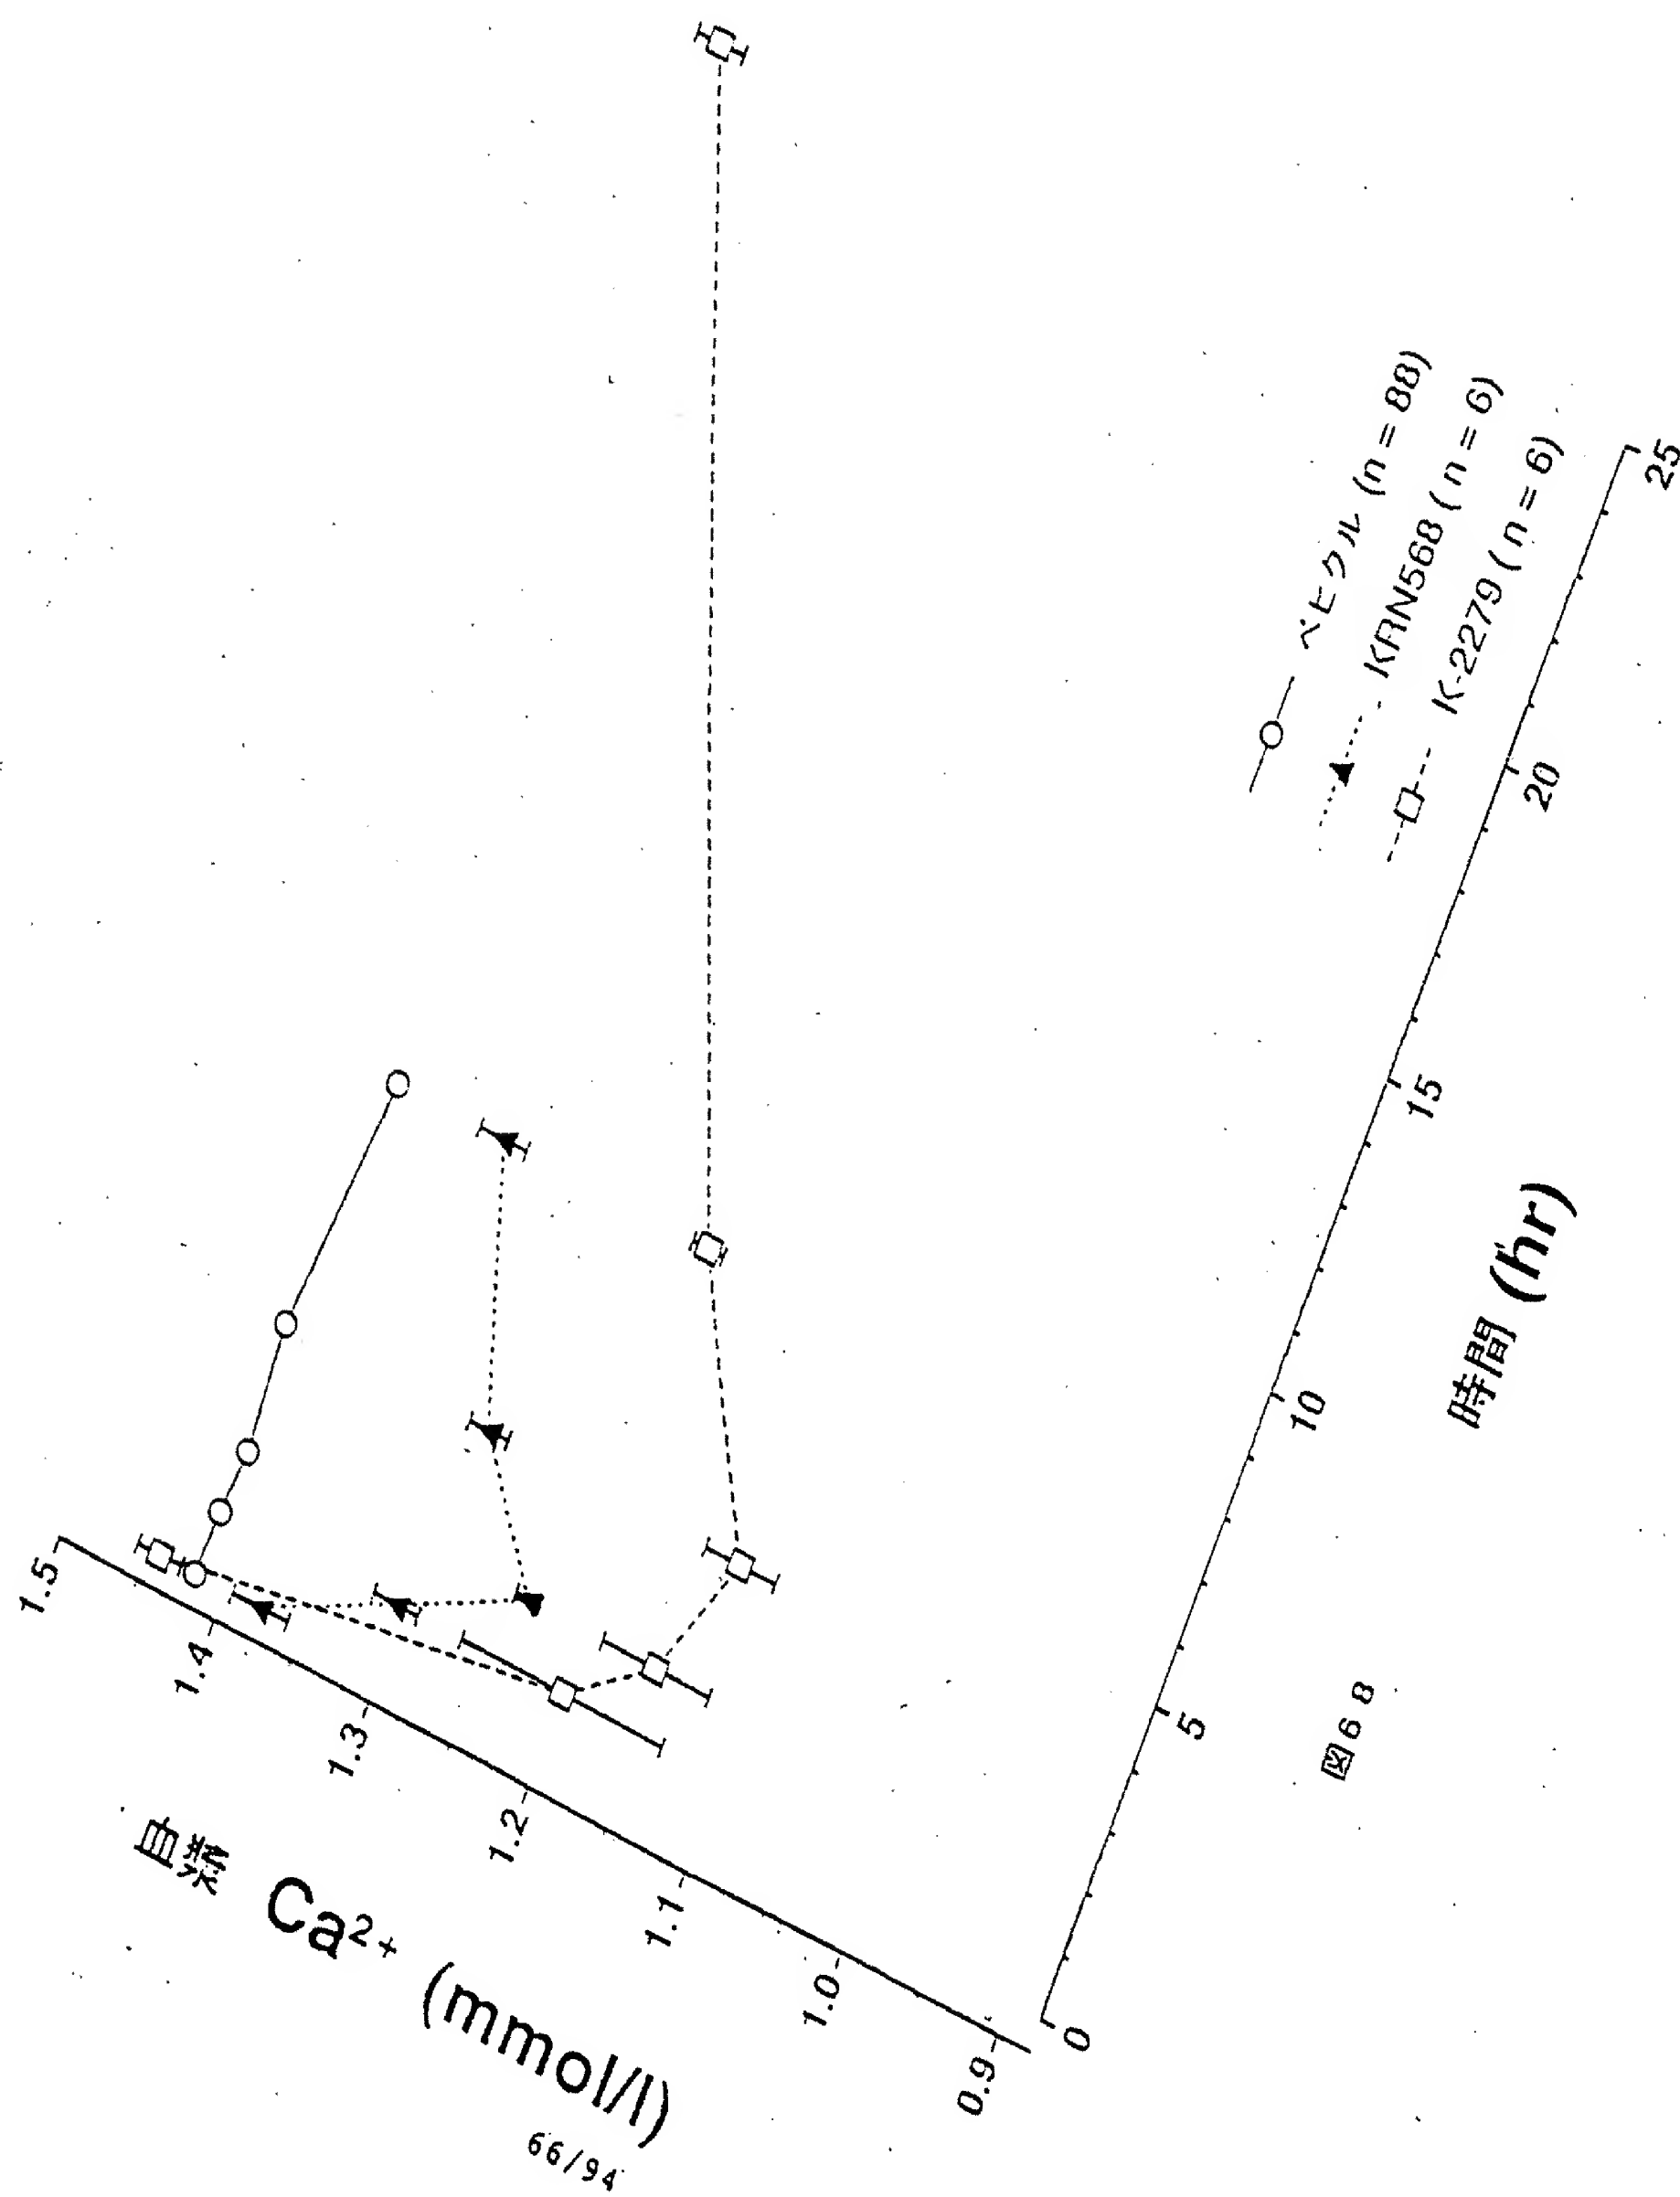 血漿 Ca2+ (mmol/l)
1.5
1.4
1.3
1.2
1.1
1.0
0.9
0
5
10
15
20
25
時間 (hr)
ベヒクル (n = 88)
KRN568 (n = 6)
K-2279 (n = 6)
図68
66/94